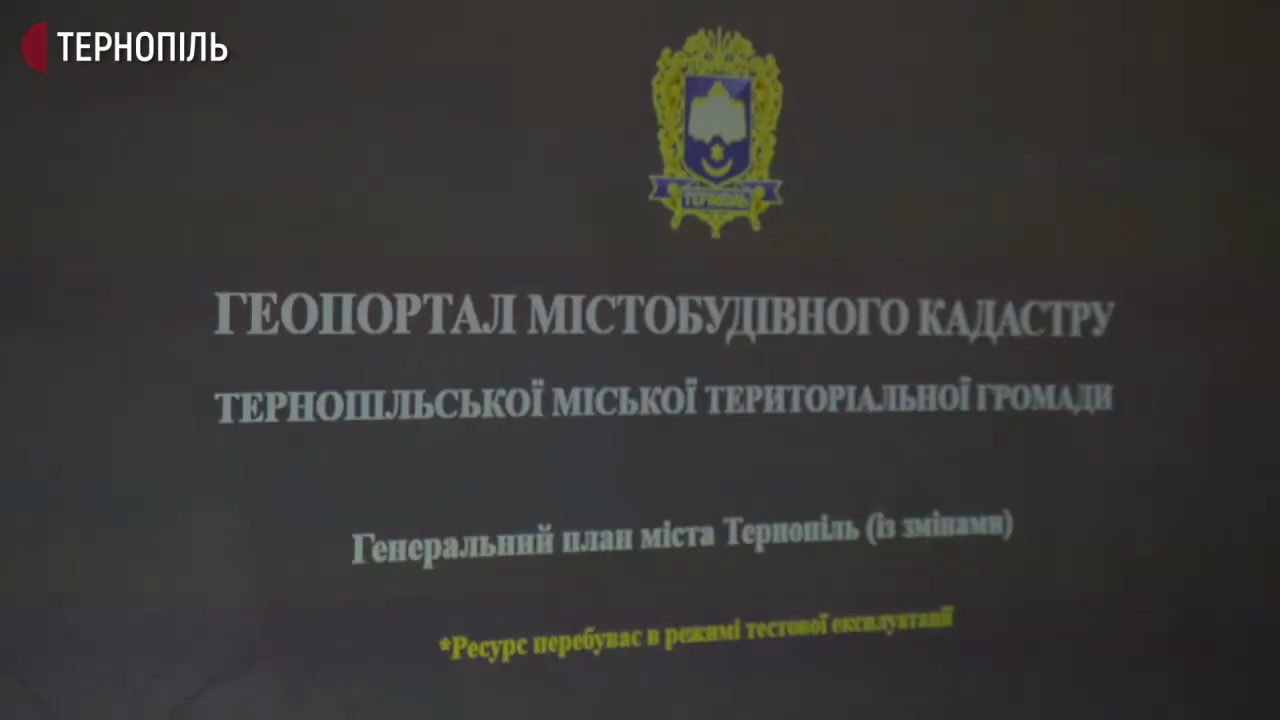 ТЕРНОПІЛЬ
ТЕРНОПІЛЬ
ГЕОПОРТАЛ МІСТОБУДІВНОГО КАДАСТРУ
ТЕРНОПІЛЬСЬКОЇ МІСЬКОЇ ТЕРИТОРІАЛЬНОЇ ГРОМАДИ
Генеральний план міста Тернопіль (із змінами)
*Ресурс перебуває в режимі тестової експлуатації